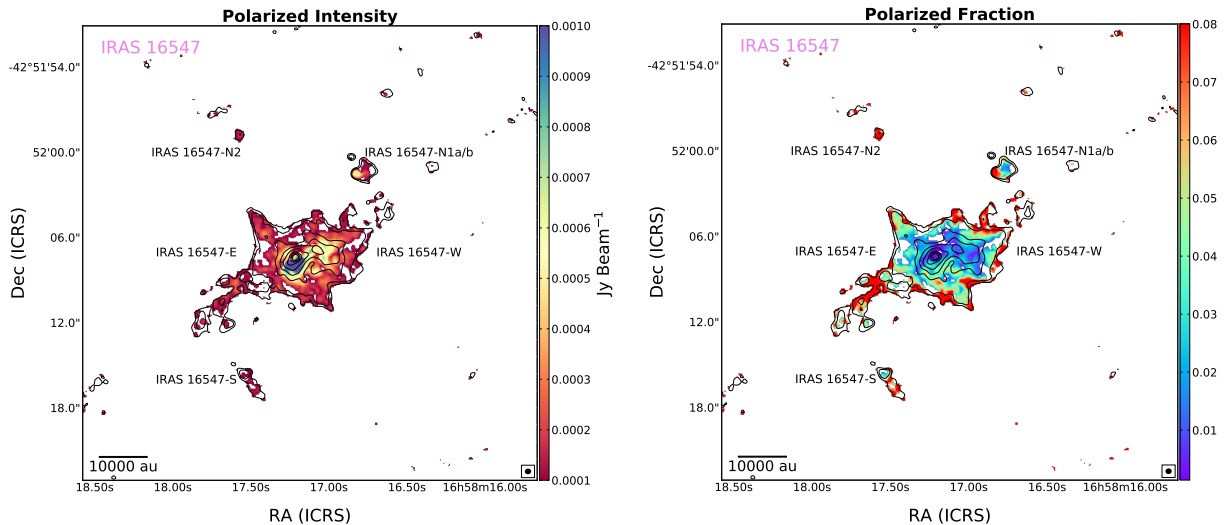 Polarized Intensity
IRAS 16547
-42°51'54.0"
52'00.0"
06.0"
12.0"
18.0"
Dec (ICRS)
IRAS 16547-N2
IRAS 16547-N1a/b
IRAS 16547-E
IRAS 16547-W
IRAS 16547-S
10000 au
18.50s
18.00s
17.50s
17.00s
16.50s
16h58m16.00s
RA (ICRS)
0.0010
0.0009
0.0008
0.0007
0.0006
0.0005
0.0004
0.0003
0.0002
0.0001
Jy Beam⁻¹
Polarized Fraction
IRAS 16547
-42°51'54.0"
52'00.0"
06.0"
12.0"
18.0"
Dec (ICRS)
IRAS 16547-N2
IRAS 16547-N1a/b
IRAS 16547-E
IRAS 16547-W
IRAS 16547-S
10000 au
18.50s
18.00s
17.50s
17.00s
16.50s
16h58m16.00s
RA (ICRS)
0.08
0.07
0.06
0.05
0.04
0.03
0.02
0.01